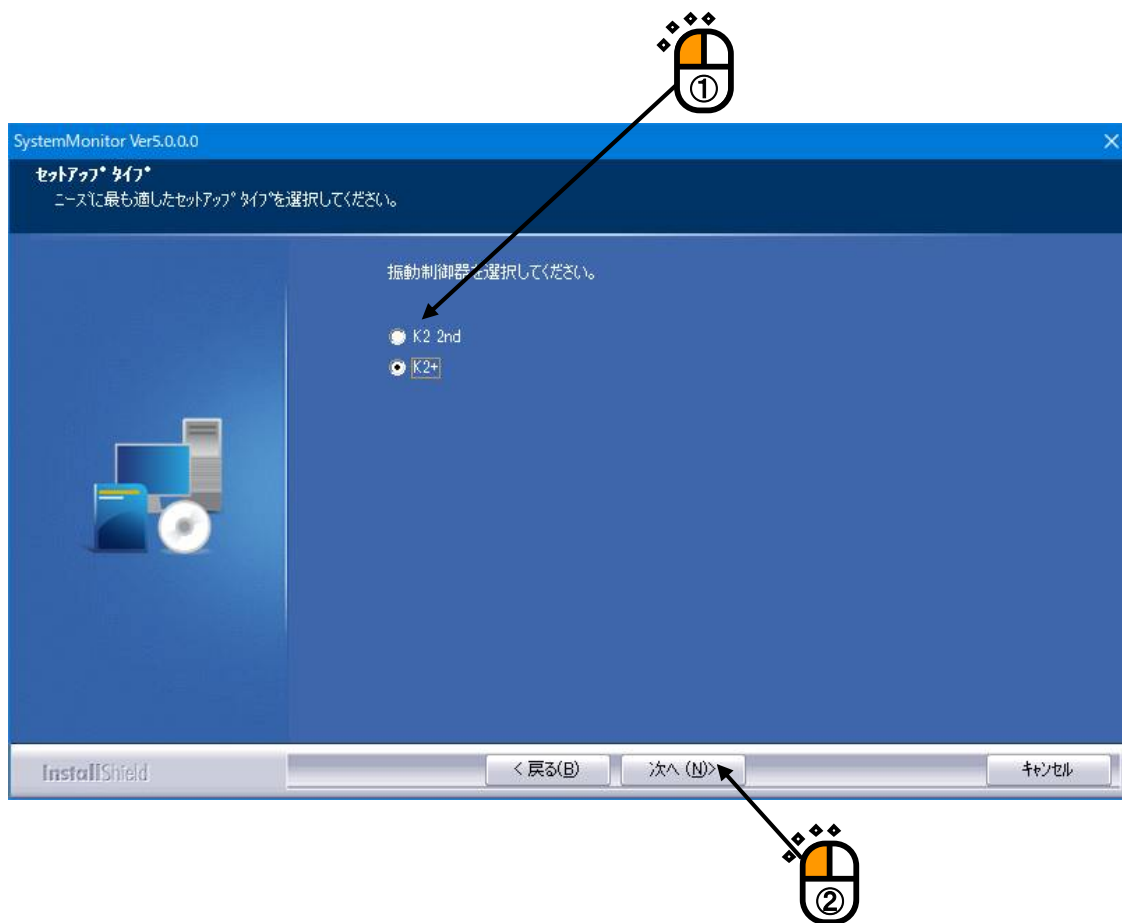 ①
SystemMonitor Ver5.0.0.0
セットアップ タイプ
ニーズに最も適したセットアップ タイプを選択してください。
振動制御器を選択してください。
K2 2nd
K2+
InstallShield
< 戻る(B)
次へ (N)>
キャンセル
②